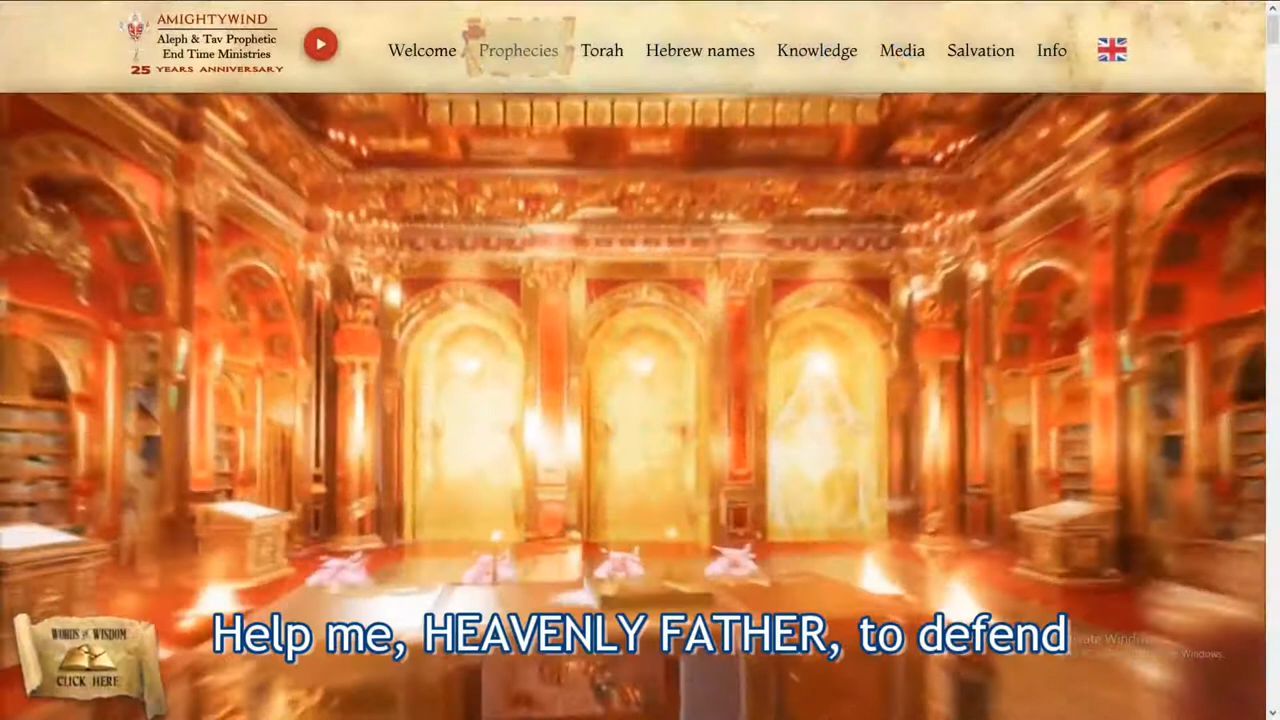 AMIGHTYWIND
Aleph & Tav Prophetic
End Time Ministries
25 YEARS ANNIVERSARY
Welcome Prophecies Torah Hebrew names Knowledge Media Salvation Info
WORDS OF WISDOM
CLICK HERE
Help me, HEAVENLY FATHER, to defend
Windows.